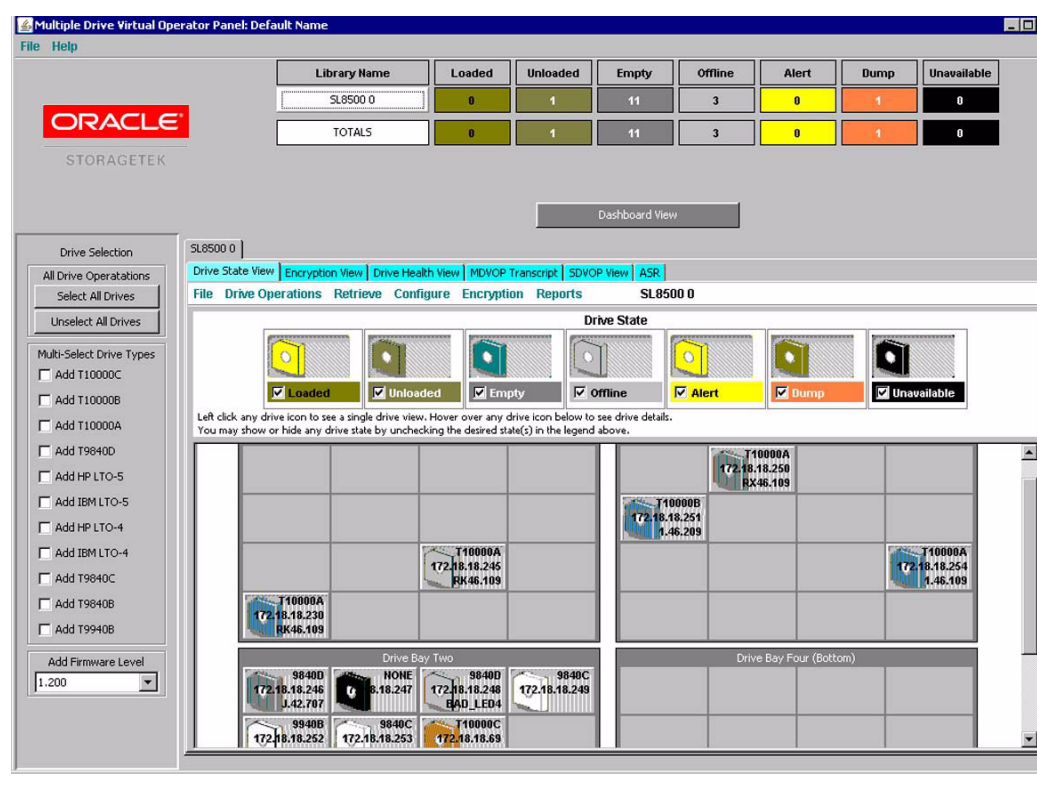 Multiple Drive Virtual Operator Panel: Default Name
File Help
Library Name Loaded Unloaded Empty Offline Alert Dump Unavailable
SL8500 0 0 1 11 3 0 1 0
TOTALS 0 1 11 3 0 1 0
ORACLE
STORAGETEK
Dashboard View
Drive Selection
All Drive Operatations
Select All Drives
Unselect All Drives
Multi-Select Drive Types
Add T10000C
Add T10000B
Add T10000A
Add T9840D
Add HP LTO-5
Add IBM LTO-5
Add HP LTO-4
Add IBM LTO-4
Add T9840C
Add T9840B
Add T9940B
Add Firmware Level
1.200
SL8500 0
Drive State View Encryption View Drive Health View MDVOP Transcript SDVOP View ASR
File Drive Operations Retrieve Configure Encryption Reports SL8500 0
Drive State
Loaded Unloaded Empty Offline Alert Dump Unavailable
Left click any drive icon to see a single drive view. Hover over any drive icon below to see drive details.
You may show or hide any drive state by unchecking the desired state(s) in the legend above.
T10000A
172.18.18.250
RX46.109
T10000B
172.18.18.251
1.46.209
T10000A
172.18.18.245
RK46.109
T10000A
172.18.18.254
1.46.109
T10000A
172.18.18.230
RK46.109
Drive Bay Two
9840D
172.18.18.246
J.42.707
NONE
8.18.247
9840D
172.18.18.248
BAD_LED4
9840C
172.18.18.249
9940B
172.18.18.252
9840C
172.18.18.253
T10000C
172.18.18.69
Drive Bay Four (Bottom)